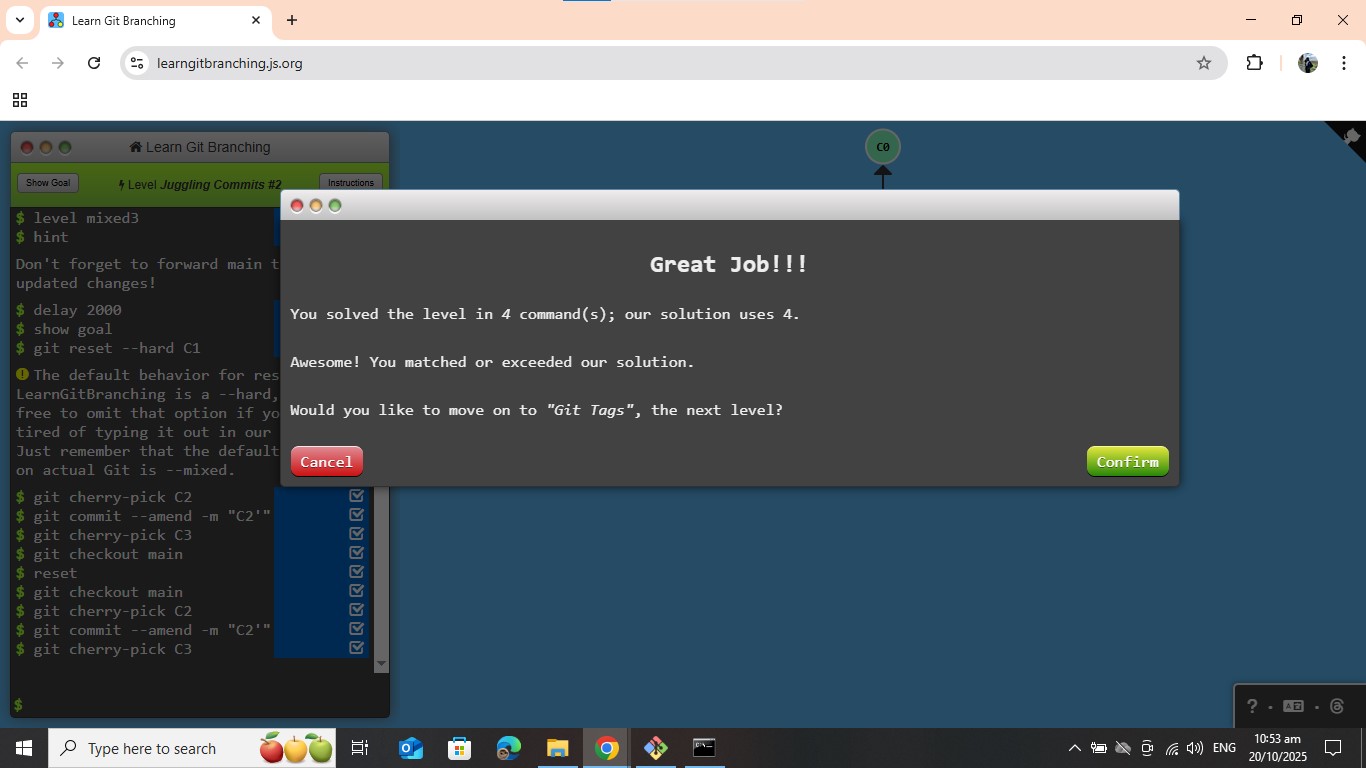 Learn Git Branching
learngitbranching.js.org
Learn Git Branching
Show Goal
Level Juggling Commits #2
Instructions
$ level mixed3
$ hint
Don't forget to forward main t
updated changes!
$ delay 2000
$ show goal
$ git reset --hard C1
The default behavior for res
LearnGitBranching is a --hard,
free to omit that option if yo
tired of typing it out in our
Just remember that the default
on actual Git is --mixed.
$ git cherry-pick C2
$ git commit --amend -m "C2'"
$ git cherry-pick C3
$ git checkout main
$ reset
$ git checkout main
$ git cherry-pick C2
$ git commit --amend -m "C2'"
$ git cherry-pick C3
$
C0
Great Job!!!
You solved the level in 4 command(s); our solution uses 4.
Awesome! You matched or exceeded our solution.
Would you like to move on to "Git Tags", the next level?
Cancel
Confirm
?
Type here to search
ENG
10:53 am
20/10/2025